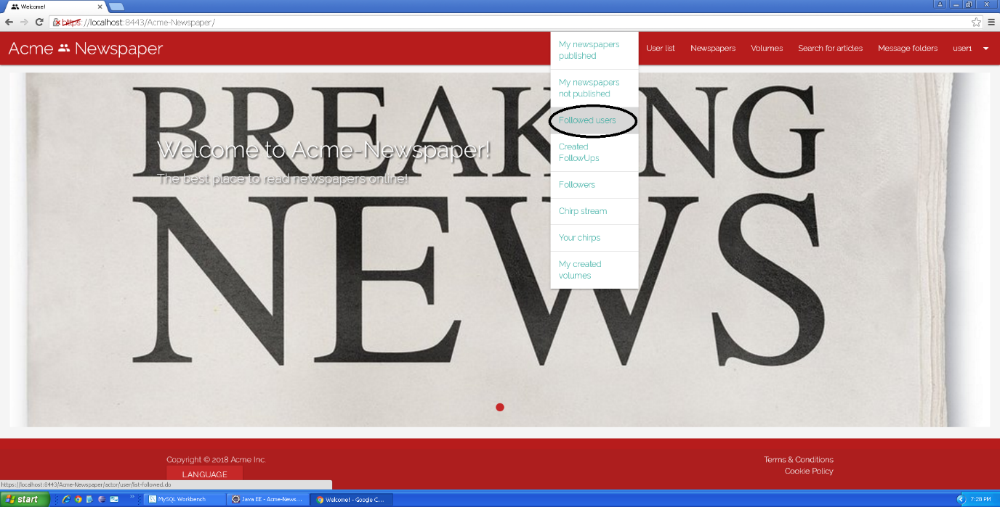 Welcome!
https://localhost:8443/Acme-Newspaper/
Acme Newspaper
User list
Newspapers
Volumes
Search for articles
Message folders
user1
My newspapers
published
My newspapers
not published
Followed users
Created
FollowUps
Followers
Chirp stream
Your chirps
My created
volumes
BREAKING
NEWS
Welcome to Acme-Newspaper!
The best place to read newspapers online!
Copyright © 2018 Acme Inc.
LANGUAGE
Terms & Conditions
Cookie Policy
https://localhost:8443/Acme-Newspaper/actor/user/list-followed.do
start
MySQL Workbench
Java EE - Acme-News...
Welcome! - Google C...
7:28 PM